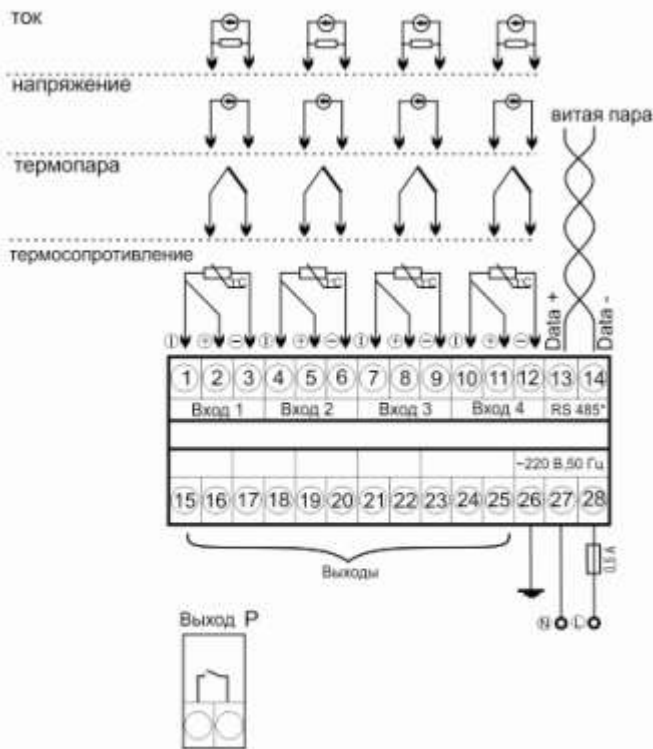 ток
напряжение
витая пара
термопара
термосопротивление
t°C t°C t°C t°C
Data + Data -
I + − I + − I + − I + −
1 2 3 4 5 6 7 8 9 10 11 12 13 14
Вход 1 Вход 2 Вход 3 Вход 4 RS 485*
~220 В,50 Гц
15 16 17 18 19 20 21 22 23 24 25 26 27 28
Выходы
0,5 А
N L
Выход Р